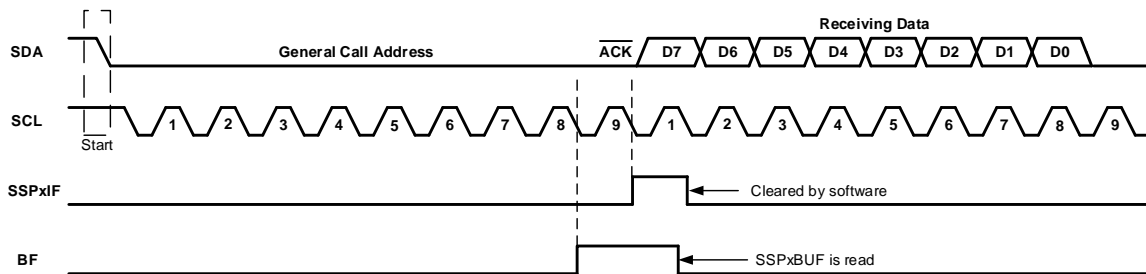 Receiving Data
SDA General Call Address ACK D7 D6 D5 D4 D3 D2 D1 D0
SCL 1 2 3 4 5 6 7 8 9 1 2 3 4 5 6 7 8 9
Start
SSPxIF Cleared by software
BF SSPxBUF is read